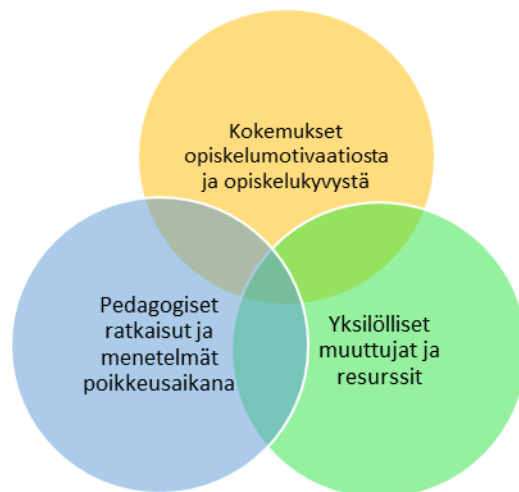 Kokemukset
opiskelumotivaatiosta
ja opiskelukyvystä
Pedagogiset
ratkaisut ja
menetelmät
poikkeusaikana
Yksilölliset
muuttujat ja
resurssit